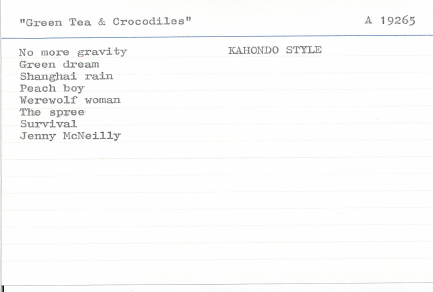 "Green Tea & Crocodiles" A 19265
No more gravity KAHONDO STYLE
Green dream
Shanghai rain
Peach boy
Werewolf woman
The spree
Survival
Jenny McNeilly